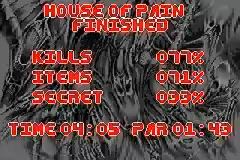 HOUSE OF PAIN
FINISHED
KILLS 077%
ITEMS 071%
SECRET 033%
TIME 04:05 PAR 01:43